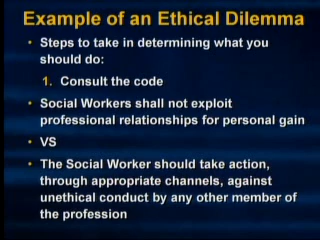 Example of an Ethical Dilemma
• Steps to take in determining what you
should do:
1. Consult the code
• Social Workers shall not exploit
professional relationships for personal gain
• VS
• The Social Worker should take action,
through appropriate channels, against
unethical conduct by any other member of
the profession